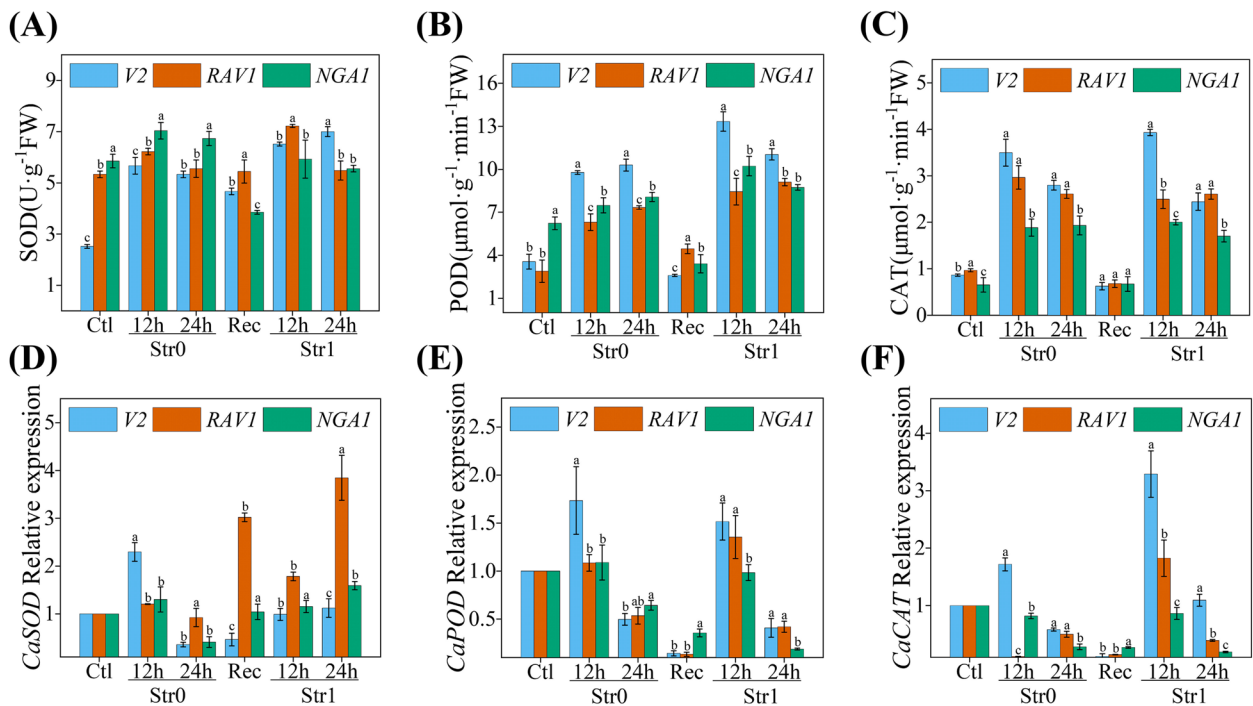 (A)
SOD(U·g-1FW)
9
7
5
3
1
V2 RAV1 NGA1
c b a
c b a
b b a
b a c
b a b
a b b
Ctl 12h 24h Rec 12h 24h
Str0 Str1
(B)
POD(μmol·g-1·min-1FW)
16
13
10
7
4
1
V2 RAV1 NGA1
b b a
a c b
a c b
c a b
a c b
a b b
Ctl 12h 24h Rec 12h 24h
Str0 Str1
(C)
CAT(μmol·g-1·min-1FW)
5
4
3
2
1
0
V2 RAV1 NGA1
b a c
a a b
a a b
a a a
a b c
a a b
Ctl 12h 24h Rec 12h 24h
Str0 Str1
(D)
CaSOD Relative expression
5
4
3
2
1
V2 RAV1 NGA1
a b b
b a b
c b b
b b a
c a b
Ctl 12h 24h Rec 12h 24h
Str0 Str1
(E)
CaPOD Relative expression
2.5
2.0
1.5
1.0
0.5
V2 RAV1 NGA1
a b b
b ab a
b b a
a a b
a a b
Ctl 12h 24h Rec 12h 24h
Str0 Str1
(F)
CaCAT Relative expression
4
3
2
1
V2 RAV1 NGA1
a c b
a a b
b b a
a b c
a b c
Ctl 12h 24h Rec 12h 24h
Str0 Str1